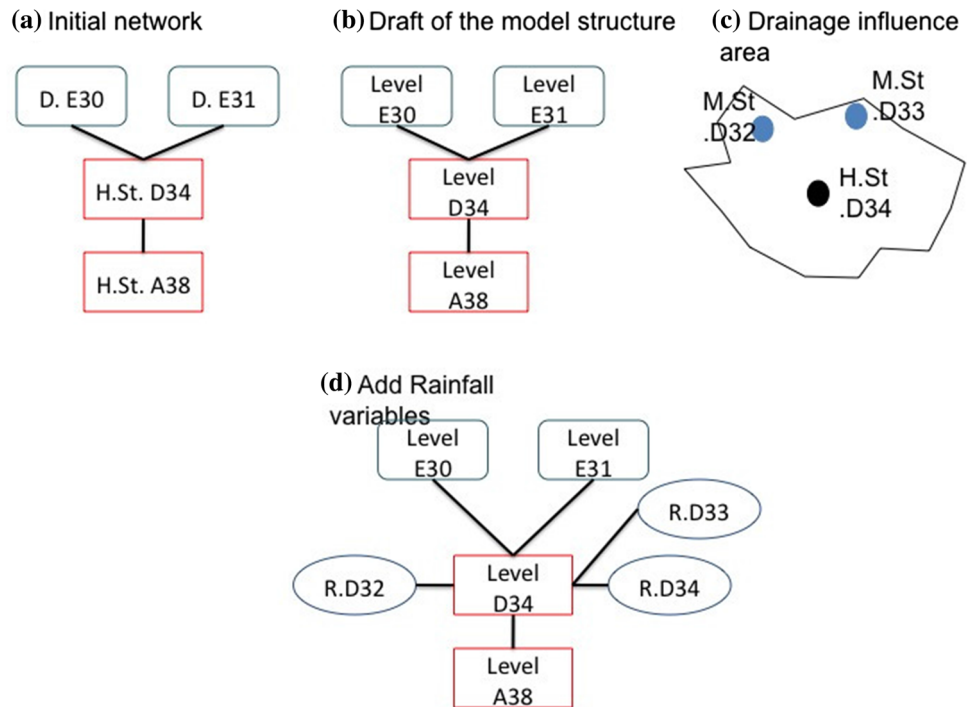 (a) Initial network
D. E30
D. E31
H.St. D34
H.St. A38
(b) Draft of the model structure
Level
E30
Level
E31
Level
D34
Level
A38
(c) Drainage influence
area
M.St
.D32
M.St
.D33
H.St
.D34
(d) Add Rainfall
variables
Level
E30
Level
E31
R.D33
R.D32
Level
D34
R.D34
Level
A38